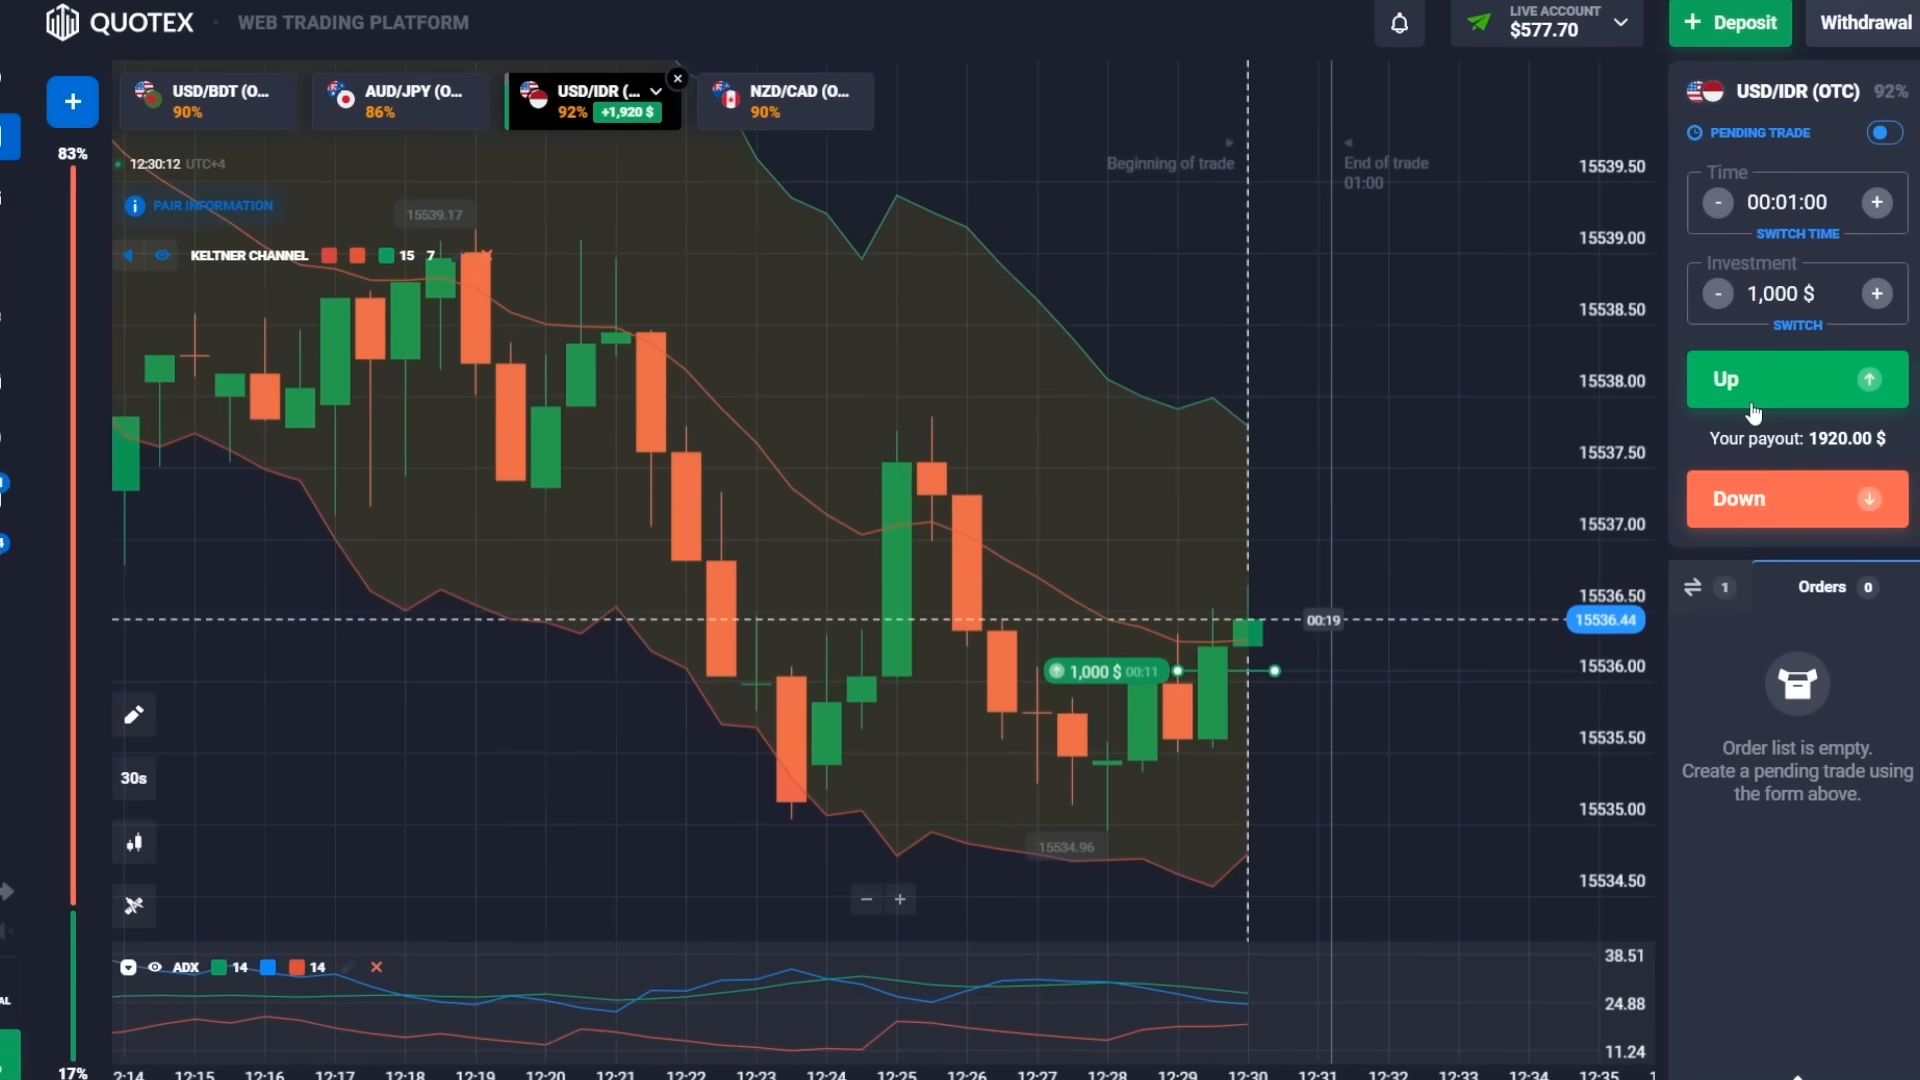 QUOTEX
WEB TRADING PLATFORM
LIVE ACCOUNT
$577.70
+ Deposit
Withdrawal
+
USD/BDT (O...
90%
AUD/JPY (O...
86%
USD/IDR (...
92% +1,920 $
NZD/CAD (O...
90%
83%
12:30:12 UTC+4
PAIR INFORMATION
KELTNER CHANNEL 15 7
15539.17
Beginning of trade
End of trade
01:00
15539.50
15539.00
15538.50
15538.00
15537.50
15537.00
15536.50
15536.44
15536.00
15535.50
15535.00
15534.50
00:19
1,000 $ 00:11
15534.96
30s
− +
ADX 14 14
38.51
24.88
11.24
17%
2:14 12:15 12:16 12:17 12:18 12:19 12:20 12:21 12:22 12:23 12:24 12:25 12:26 12:27 12:28 12:29 12:30 12:31 12:32 12:33 12:34 12:35
USD/IDR (OTC) 92%
PENDING TRADE
Time
- 00:01:00 +
SWITCH TIME
Investment
- 1,000 $ +
SWITCH
Up
Your payout: 1920.00 $
Down
1
Orders 0
Order list is empty.
Create a pending trade using
the form above.